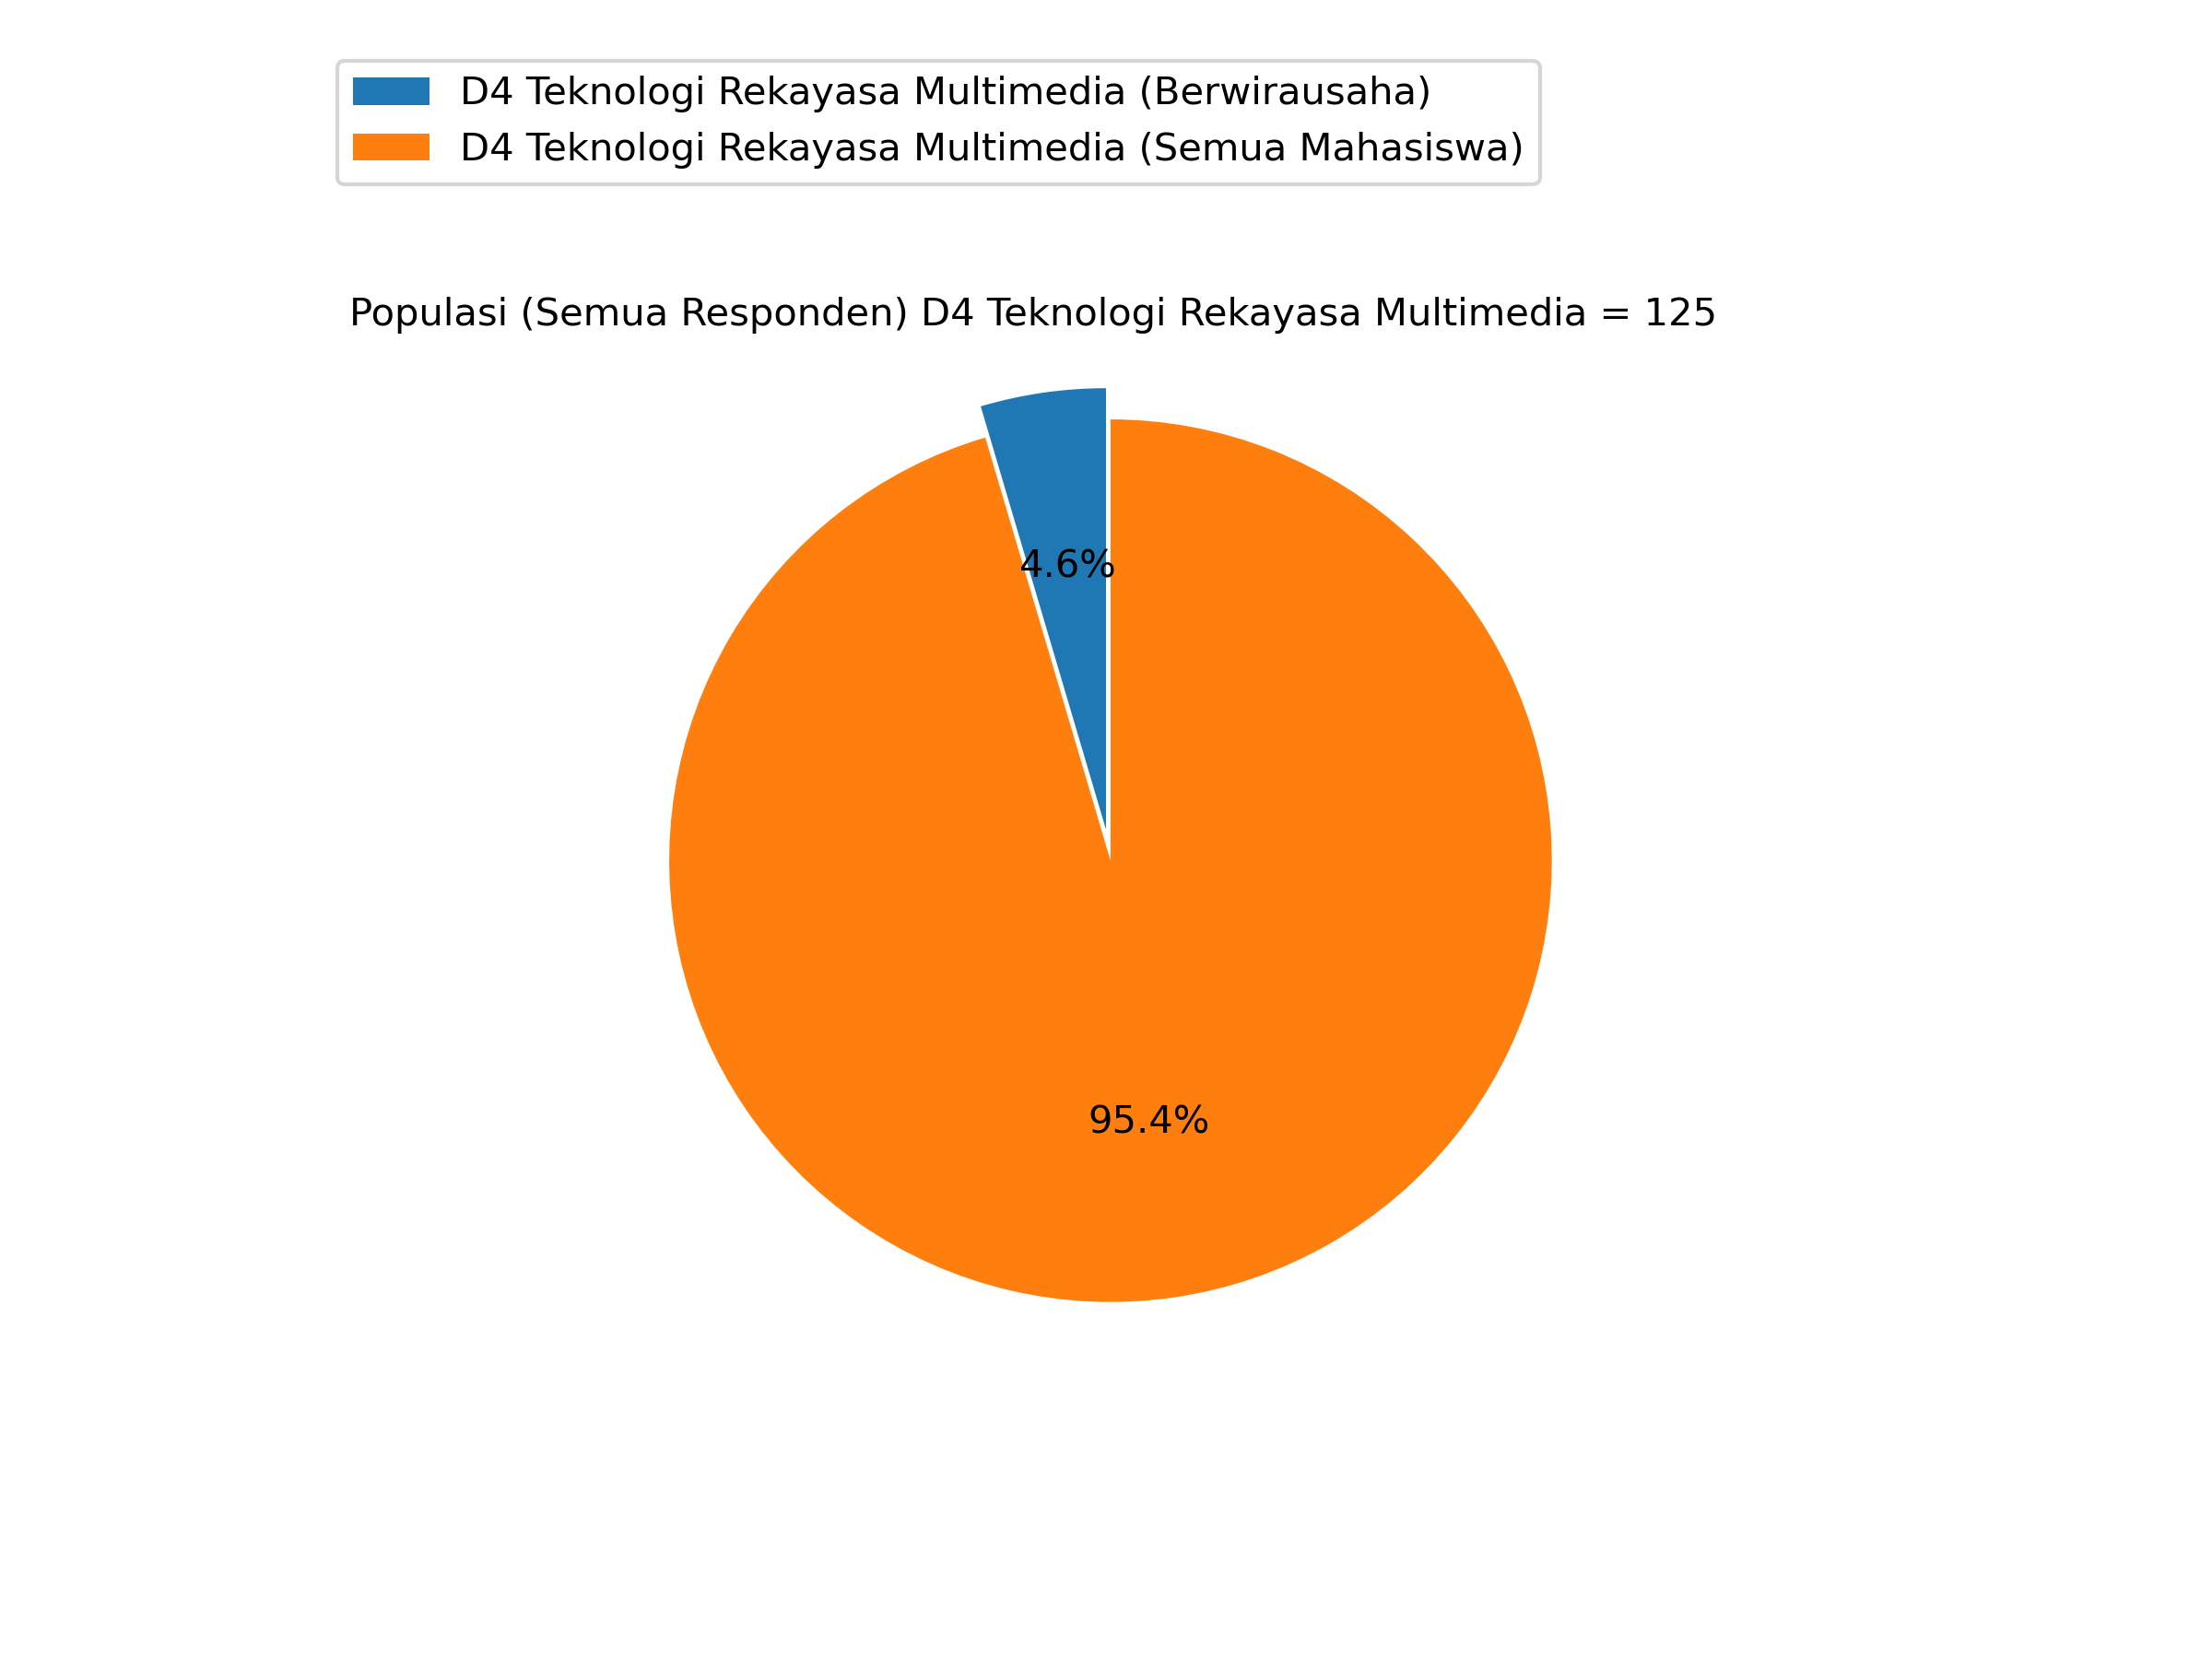 D4 Teknologi Rekayasa Multimedia (Berwirausaha)
D4 Teknologi Rekayasa Multimedia (Semua Mahasiswa)
Populasi (Semua Responden) D4 Teknologi Rekayasa Multimedia = 125
4.6%
95.4%